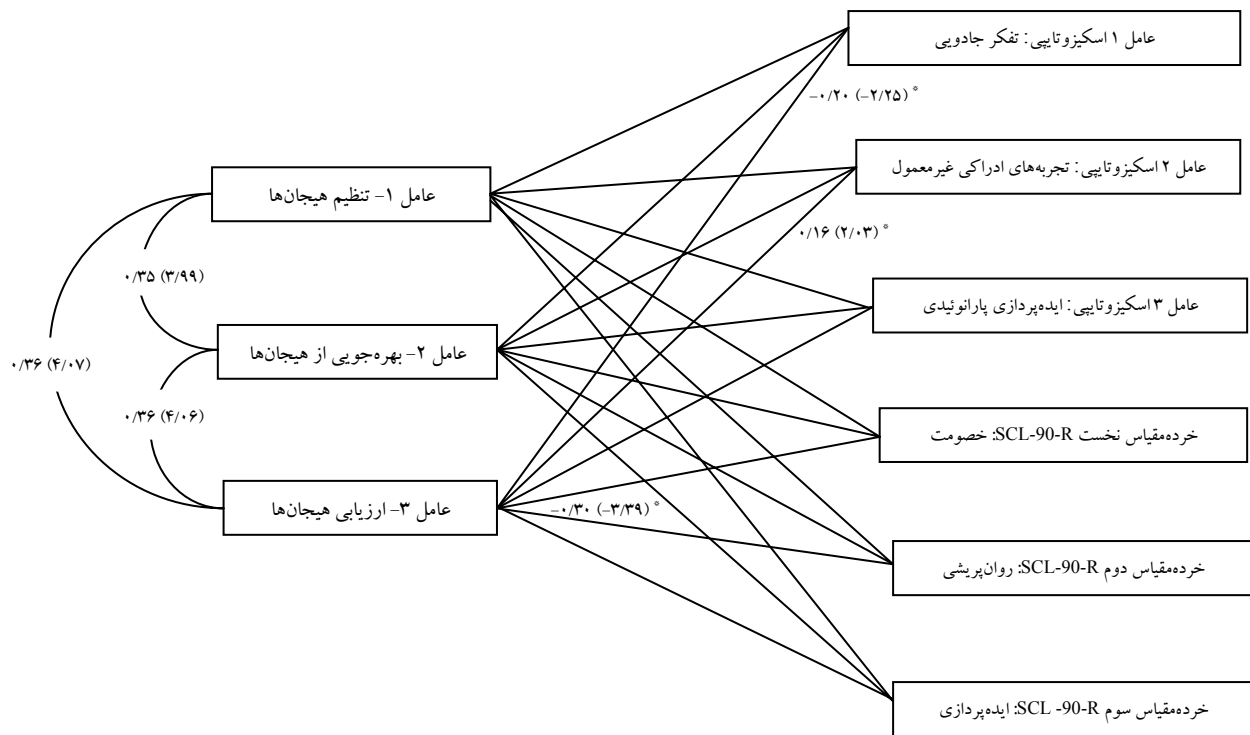 عامل ۱ اسکیزوتایپی: تفکر جادویی
-۰/۲۰ (-۲/۲۵) *
عامل ۲ اسکیزوتایپی: تجربه‌های ادراکی غیرمعمول
عامل ۱- تنظیم هیجان‌ها
۰/۱۶ (۲/۰۳) *
۰/۳۵ (۳/۹۹)
عامل ۳ اسکیزوتایپی: ایده‌پردازی پارانوئیدی
عامل ۲- بهره‌جویی از هیجان‌ها
۰/۳۶ (۴/۰۷)
۰/۳۶ (۴/۰۶)
خرده‌مقیاس نخست SCL-90-R: خصومت
عامل ۳- ارزیابی هیجان‌ها
-۰/۳۰ (-۳/۳۹) *
خرده‌مقیاس دوم SCL-90-R: روان‌پریشی
خرده‌مقیاس سوم SCL -90-R: ایده‌پردازی